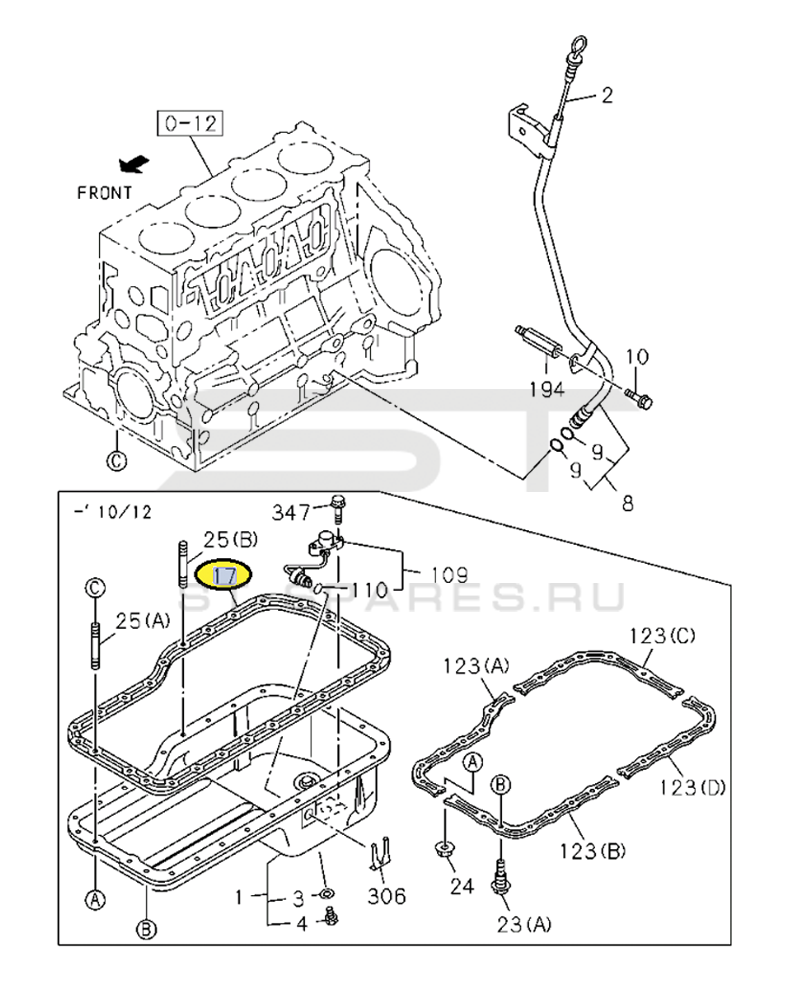 2
O-12
FRONT
10
194
C
9
9
8
ST
-' 10/12
347
25(B)
17
109
110
C
25(A)
STSPARES.RU
123(C)
123(A)
A
B
123(D)
123(B)
24
306
1
3
A
4
23(A)
B